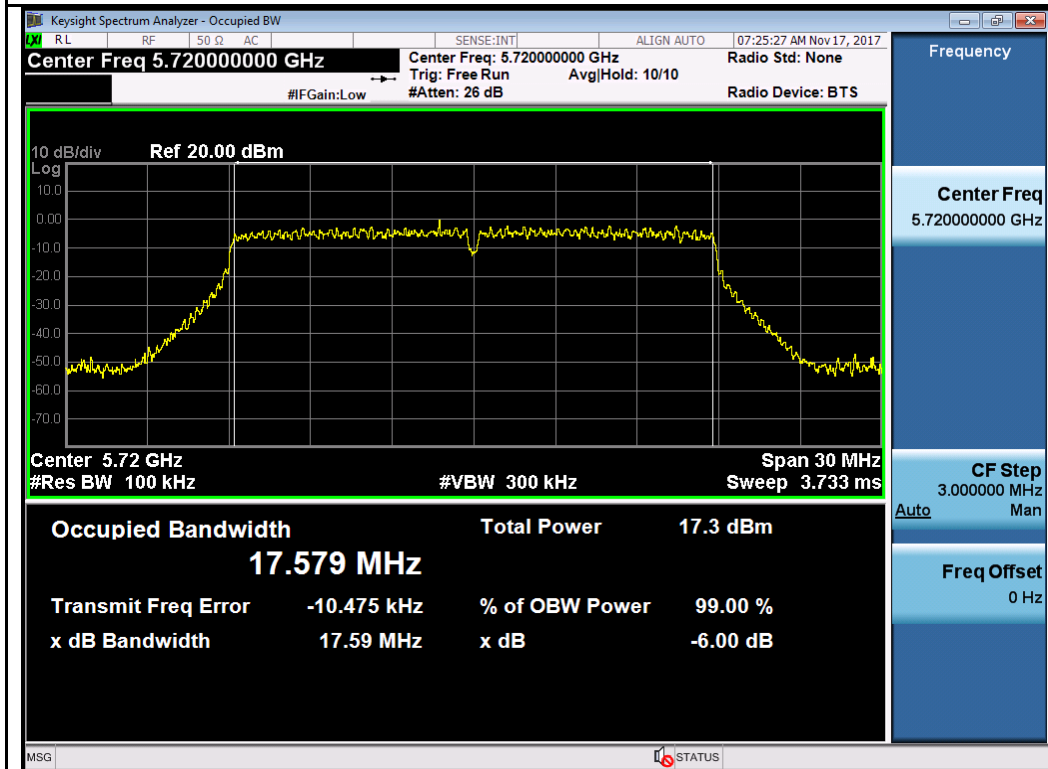 Keysight Spectrum Analyzer - Occupied BW
LXI RL RF 50 Ω AC SENSE:INT ALIGN AUTO 07:25:27 AM Nov 17, 2017
Center Freq 5.720000000 GHz
Center Freq: 5.720000000 GHz
Radio Std: None
Trig: Free Run Avg|Hold: 10/10
#IFGain:Low
#Atten: 26 dB
Radio Device: BTS
10 dB/div Ref 20.00 dBm
Log
10.0
0.00
-10.0
-20.0
-30.0
-40.0
-50.0
-60.0
-70.0
Center 5.72 GHz Span 30 MHz
#Res BW 100 kHz #VBW 300 kHz Sweep 3.733 ms
Occupied Bandwidth Total Power 17.3 dBm
17.579 MHz
Transmit Freq Error -10.475 kHz % of OBW Power 99.00 %
x dB Bandwidth 17.59 MHz x dB -6.00 dB
Frequency
Center Freq
5.720000000 GHz
CF Step
3.000000 MHz
Auto Man
Freq Offset
0 Hz
MSG STATUS